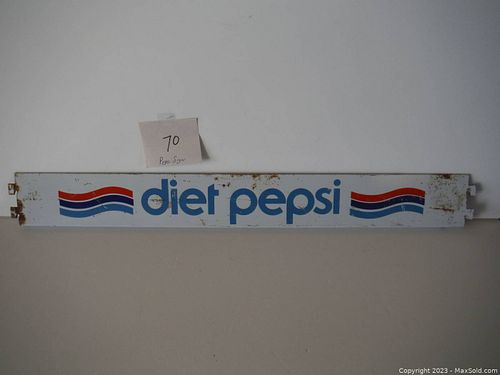 70
Pepsi Sign
diet pepsi
Copyright 2023 - MaxSold.com